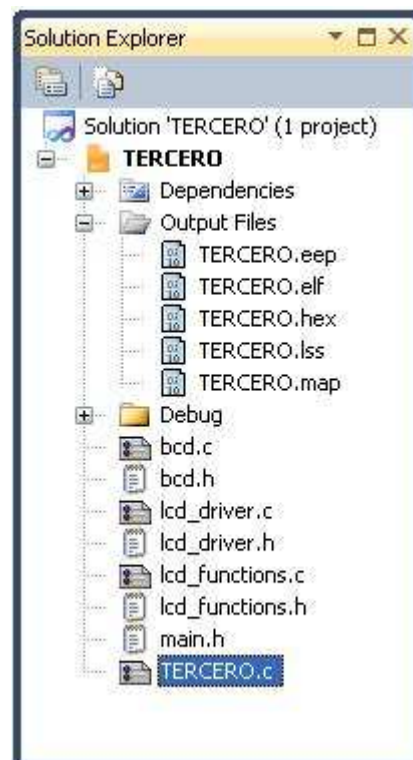 Solution Explorer
Solution 'TERCERO' (1 project)
TERCERO
Dependencies
Output Files
TERCERO.eep
TERCERO.elf
TERCERO.hex
TERCERO.lss
TERCERO.map
Debug
bcd.c
bcd.h
lcd_driver.c
lcd_driver.h
lcd_functions.c
lcd_functions.h
main.h
TERCERO.c